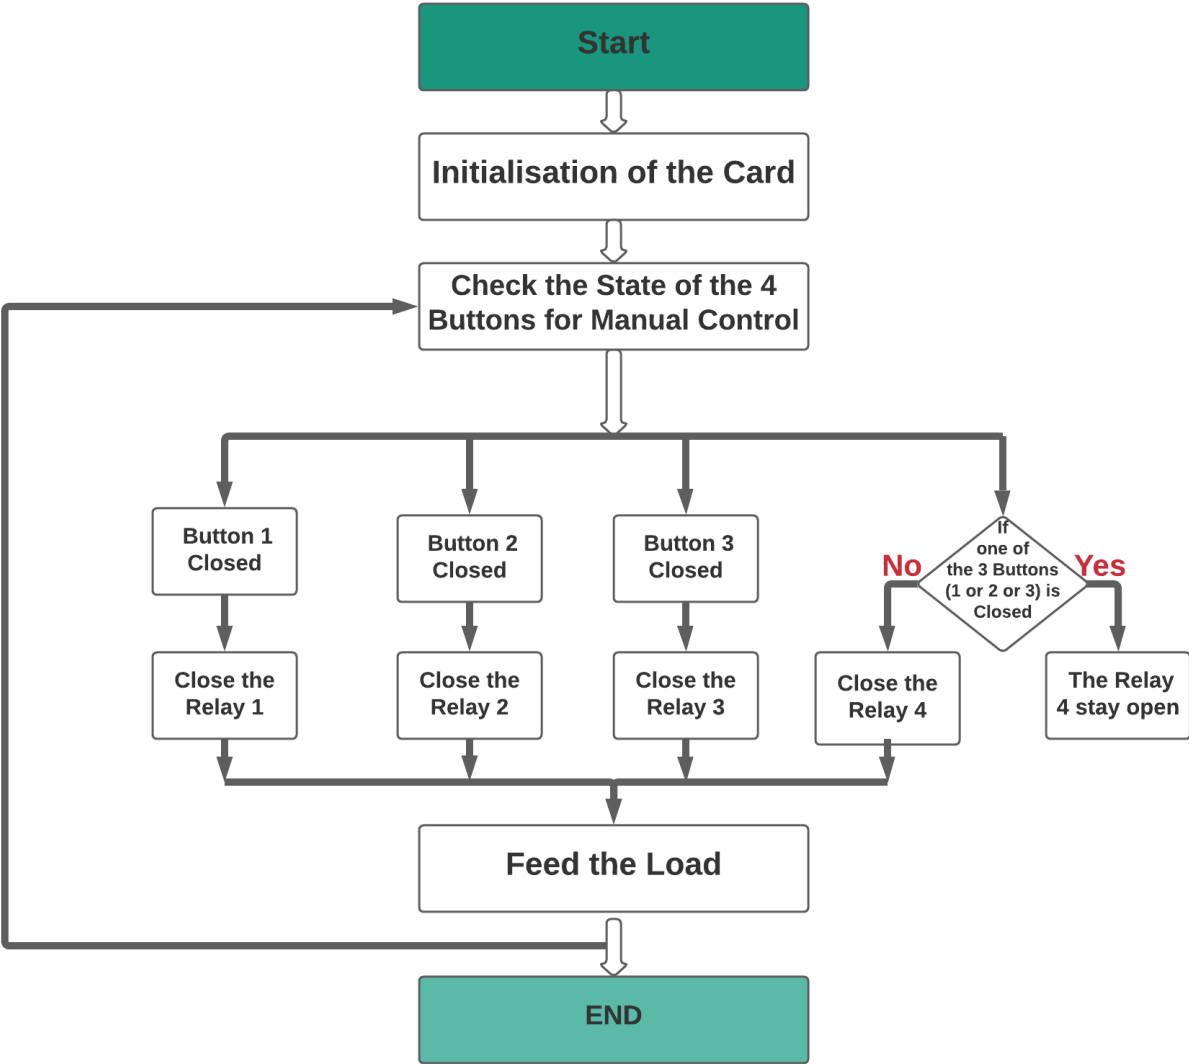 Start
Initialisation of the Card
Check the State of the 4
Buttons for Manual Control
Button 1
Closed
Button 2
Closed
Button 3
Closed
If
one of
the 3 Buttons
(1 or 2 or 3) is
Closed
No
Yes
Close the
Relay 1
Close the
Relay 2
Close the
Relay 3
Close the
Relay 4
The Relay
4 stay open
Feed the Load
END